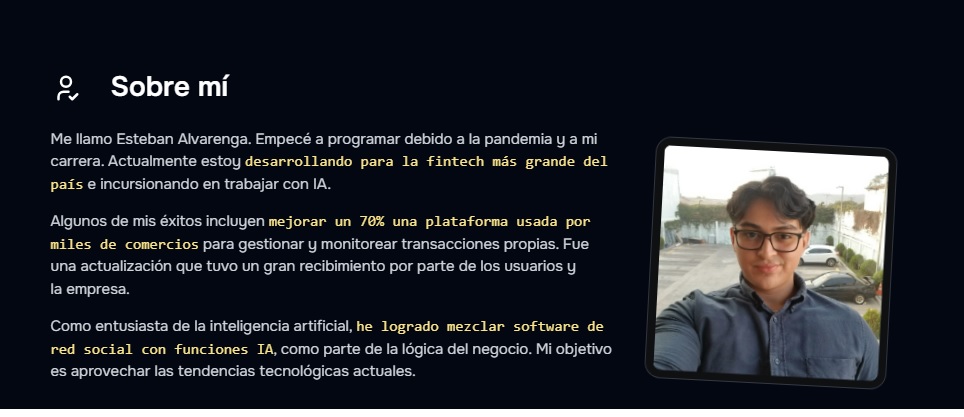 Sobre mí
Me llamo Esteban Alvarenga. Empecé a programar debido a la pandemia y a mi
carrera. Actualmente estoy desarrollando para la fintech más grande del
país e incursionando en trabajar con IA.
Algunos de mis éxitos incluyen mejorar un 70% una plataforma usada por
miles de comercios para gestionar y monitorear transacciones propias. Fue
una actualización que tuvo un gran recibimiento por parte de los usuarios y
la empresa.
Como entusiasta de la inteligencia artificial, he logrado mezclar software de
red social con funciones IA, como parte de la lógica del negocio. Mi objetivo
es aprovechar las tendencias tecnológicas actuales.